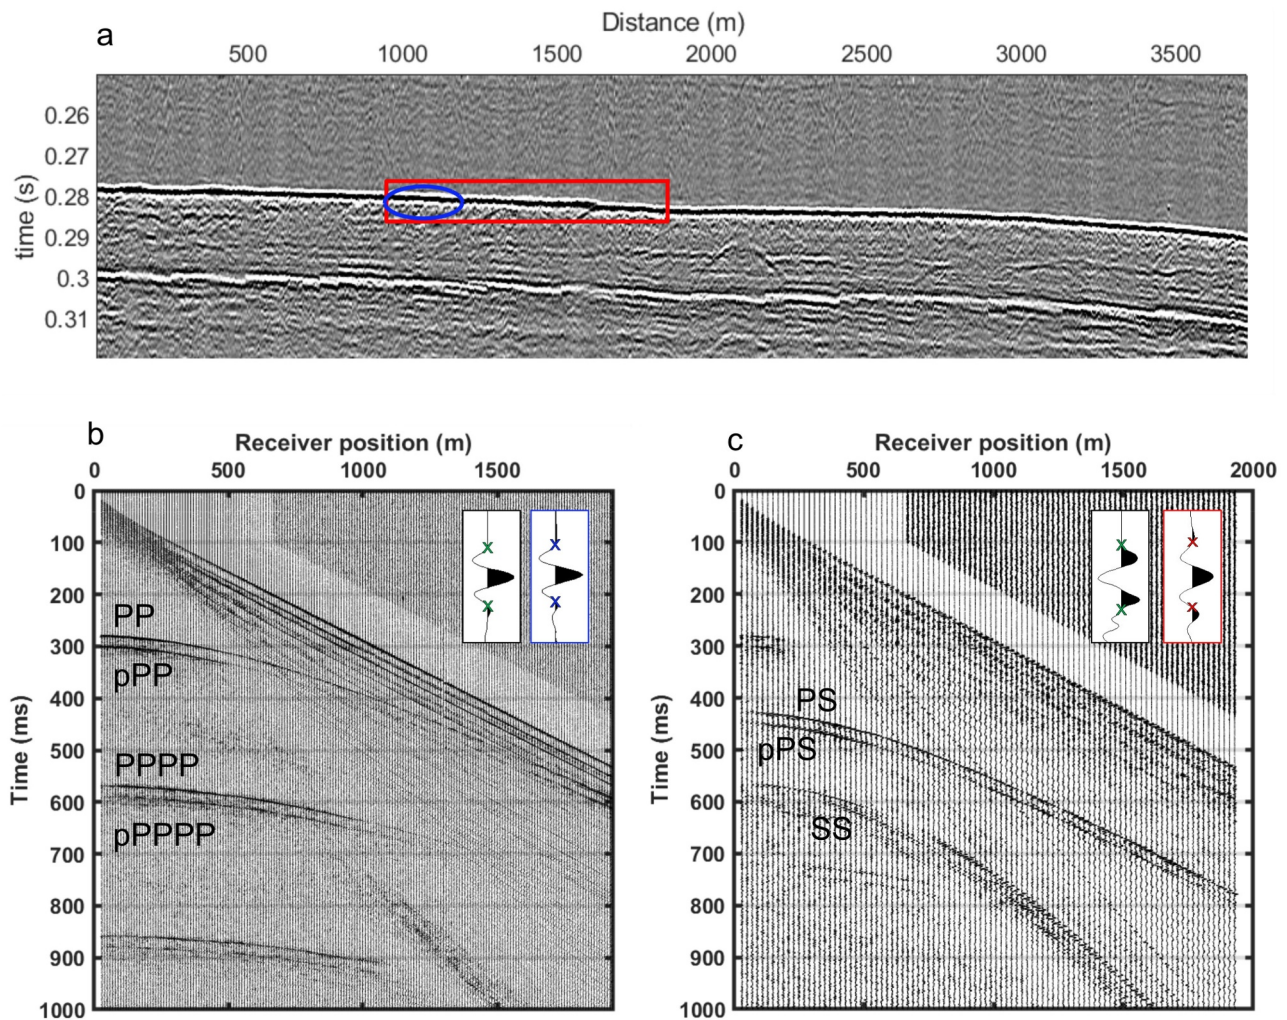 a
Distance (m)
500 1000 1500 2000 2500 3000 3500
time (s)
0.26
0.27
0.28
0.29
0.3
0.31
b
Receiver position (m)
0 500 1000 1500
Time (ms)
0
100
200
300
400
500
600
700
800
900
1000
PP
pPP
PPPP
pPPPP
c
Receiver position (m)
0 500 1000 1500 2000
Time (ms)
0
100
200
300
400
500
600
700
800
900
1000
PS
pPS
SS